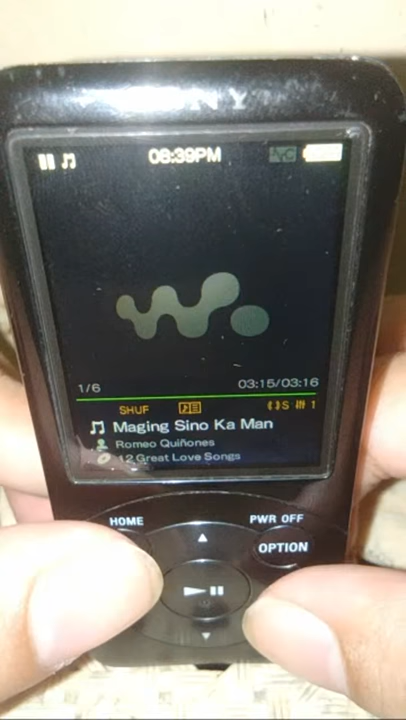 SONY
08:39PM
1/6 03:15/03:16
SHUF S 1
Maging Sino Ka Man
Romeo Quiñones
12 Great Love Songs
HOME PWR OFF
OPTION